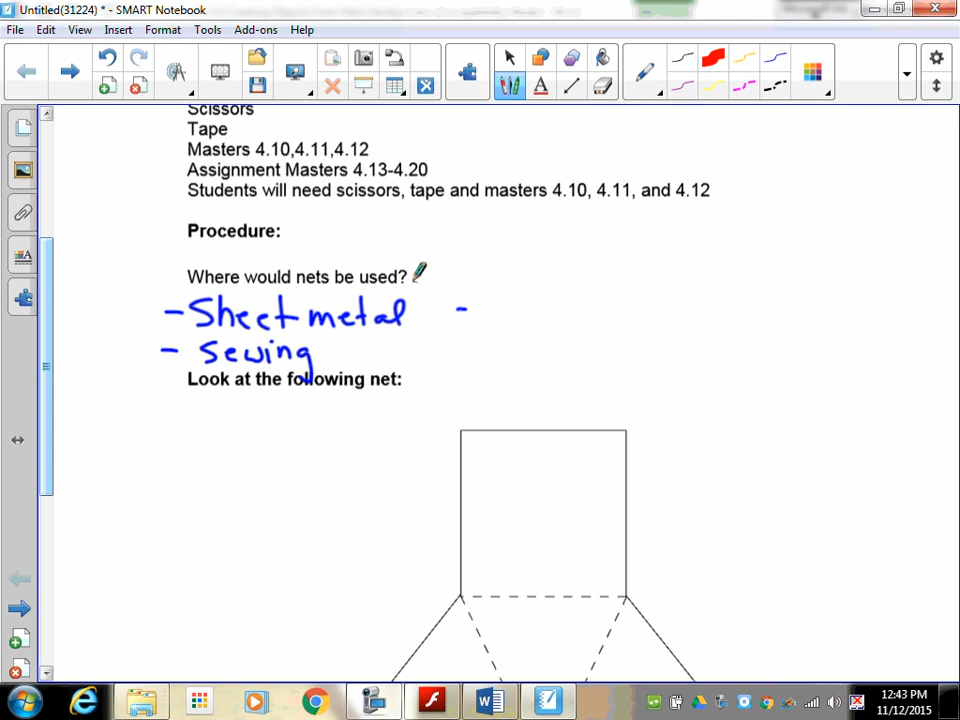 Untitled(31224) * - SMART Notebook
File Edit View Insert Format Tools Add-ons Help
Scissors
Tape
Masters 4.10,4.11,4.12
Assignment Masters 4.13-4.20
Students will need scissors, tape and masters 4.10, 4.11, and 4.12
Procedure:
Where would nets be used?
- Sheet metal -
- Sewing
Look at the following net:
12:43 PM
11/12/2015